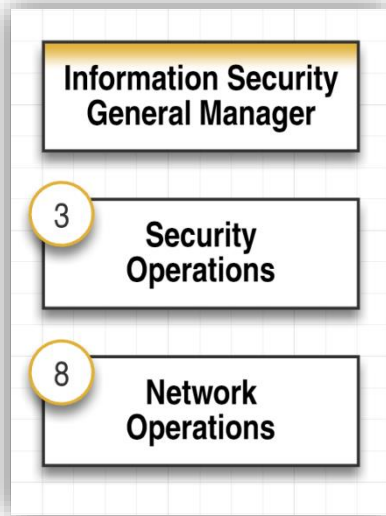 Information Security
General Manager
3
Security
Operations
8
Network
Operations